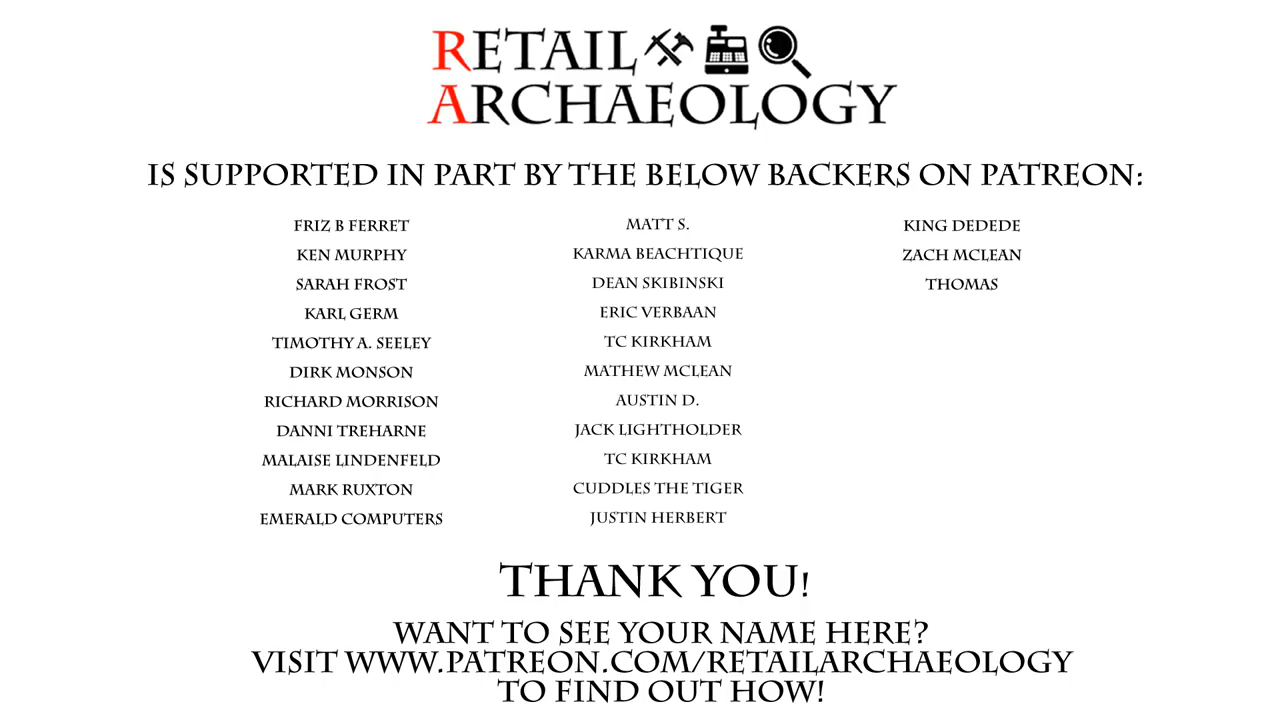 RETAIL
ARCHAEOLOGY
IS SUPPORTED IN PART BY THE BELOW BACKERS ON PATREON:
FRIZ B FERRET
KEN MURPHY
SARAH FROST
KARL GERM
TIMOTHY A. SEELEY
DIRK MONSON
RICHARD MORRISON
DANNI TREHARNE
MALAISE LINDENFELD
MARK RUXTON
EMERALD COMPUTERS
MATT S.
KARMA BEACHTIQUE
DEAN SKIBINSKI
ERIC VERBAAN
TC KIRKHAM
MATHEW MCLEAN
AUSTIN D.
JACK LIGHTHOLDER
TC KIRKHAM
CUDDLES THE TIGER
JUSTIN HERBERT
KING DEDEDE
ZACH MCLEAN
THOMAS
THANK YOU!
WANT TO SEE YOUR NAME HERE?
VISIT WWW.PATREON.COM/RETAILARCHAEOLOGY
TO FIND OUT HOW!